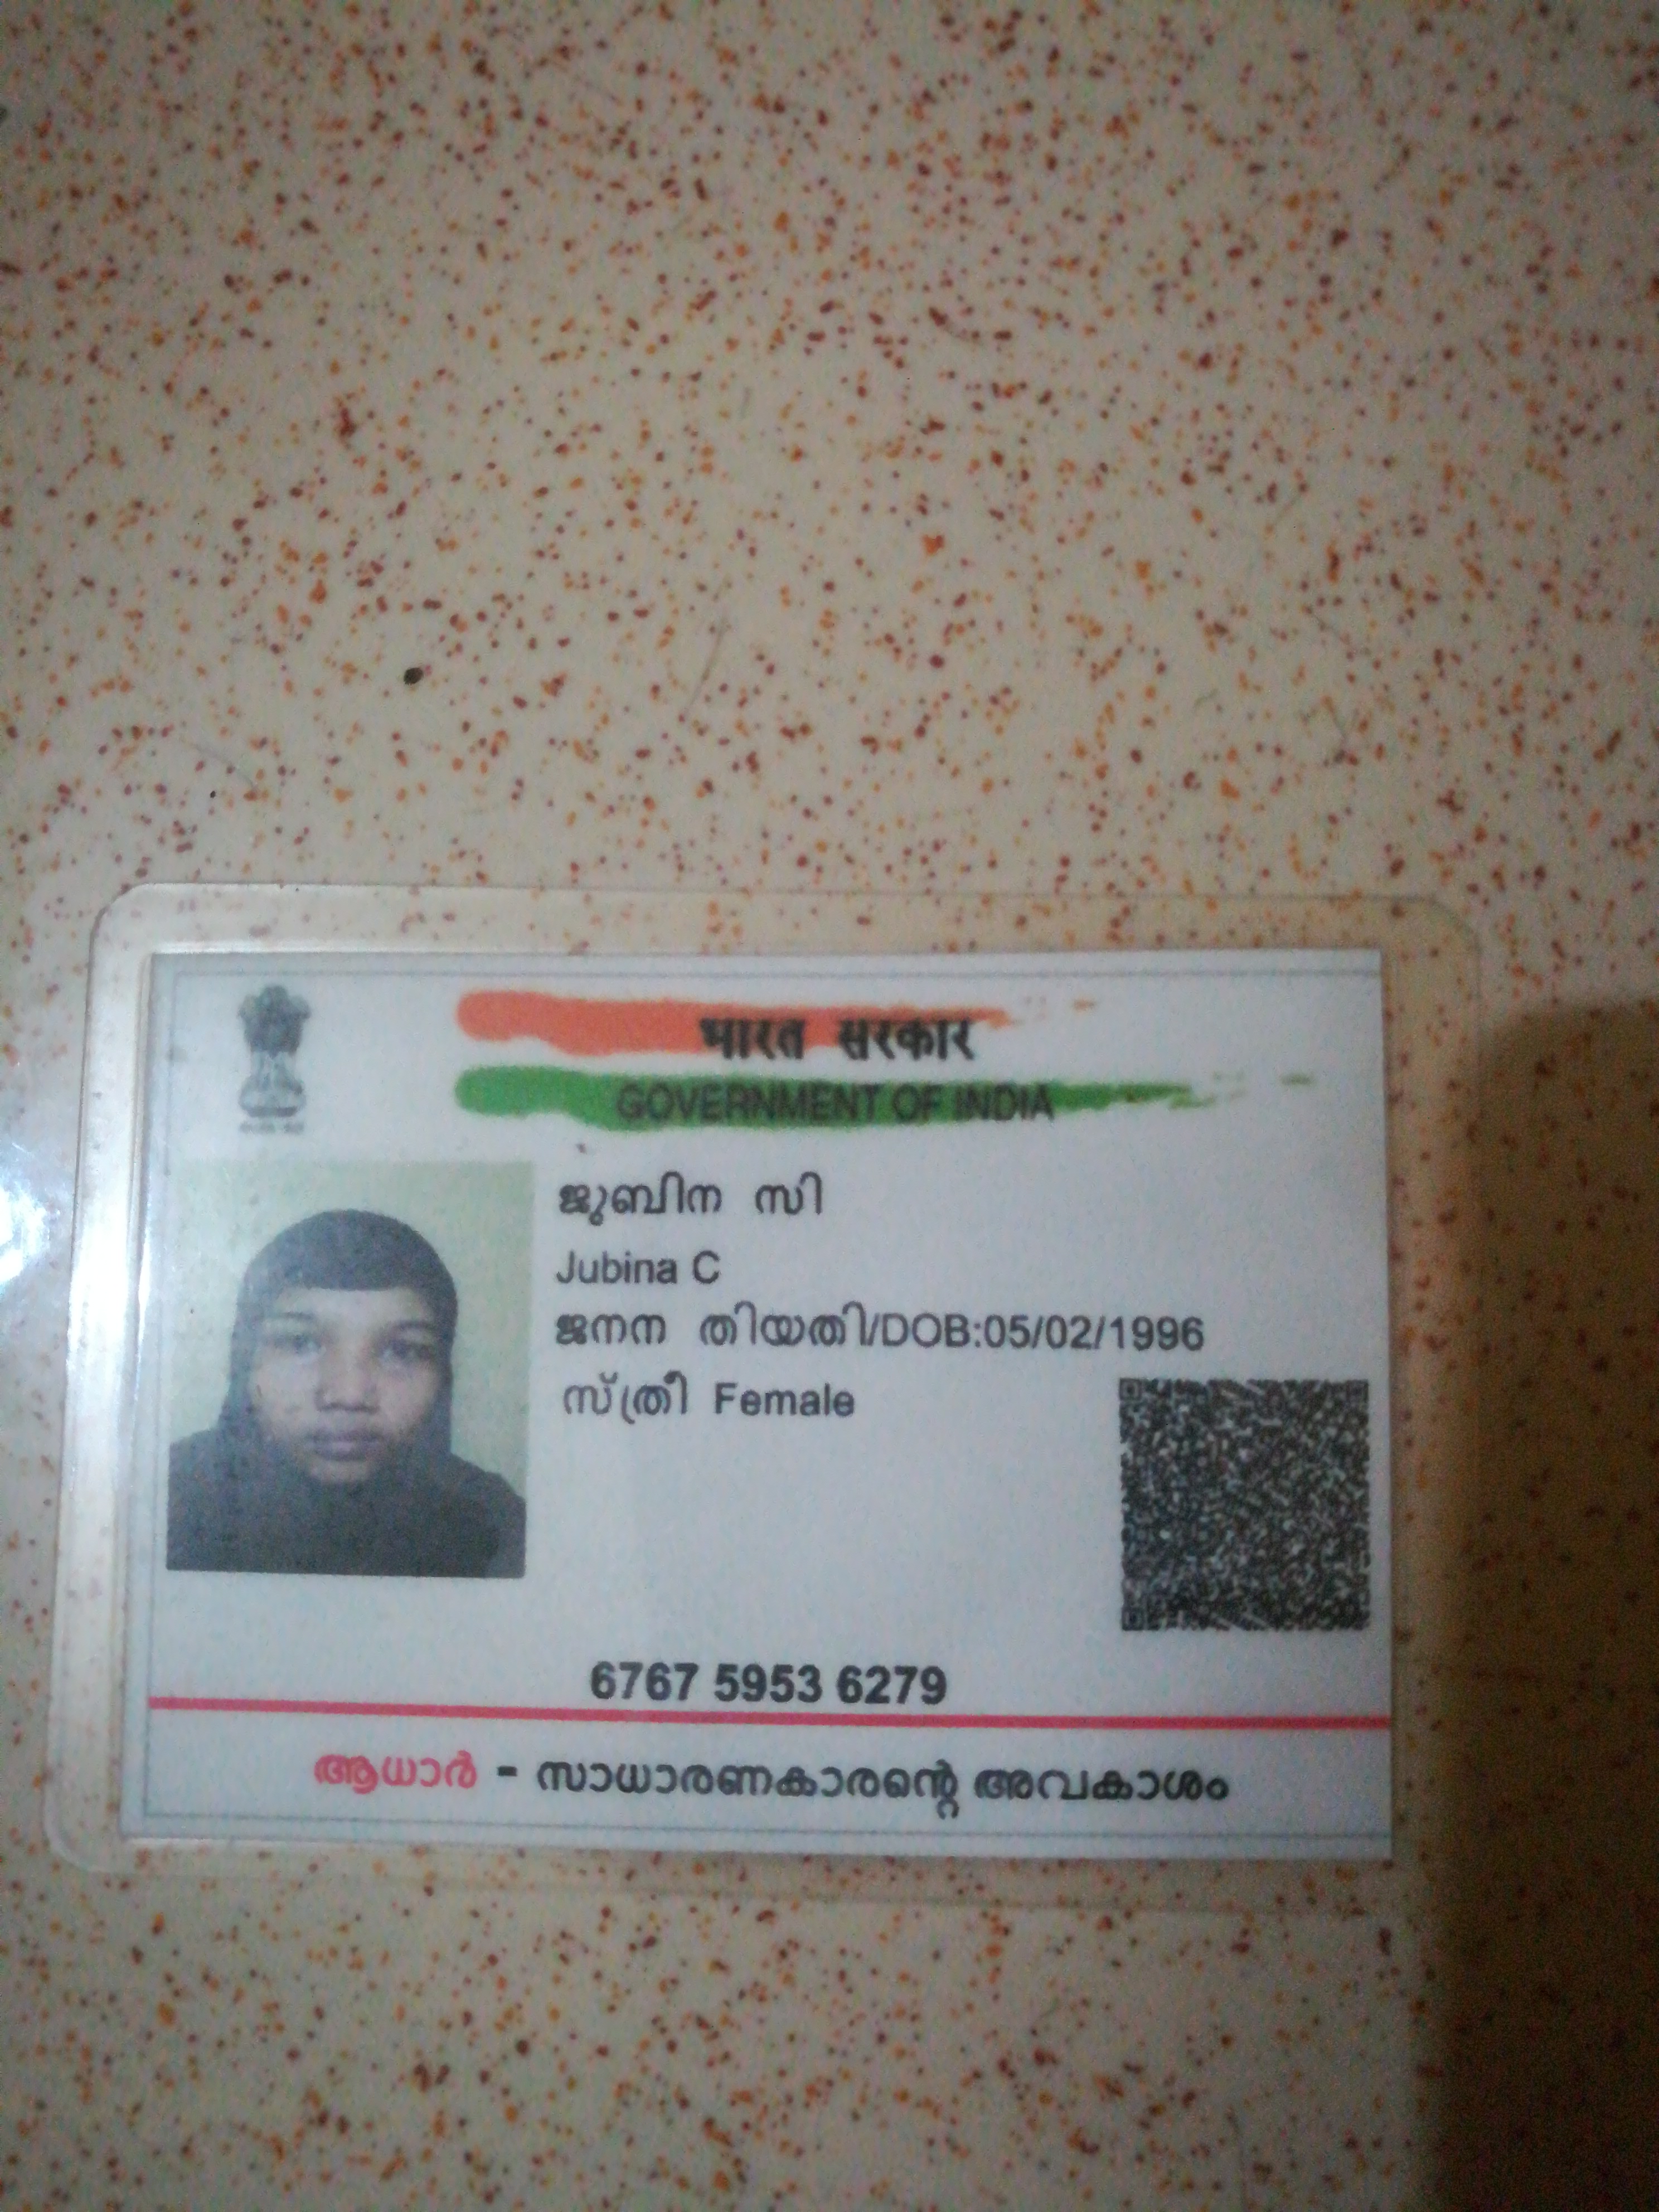 भारत सरकार
GOVERNMENT OF INDIA
ജുബിന സി
Jubina C
ജനന തിയതി/DOB:05/02/1996
സ്ത്രീ Female
6767 5953 6279
ആധാർ - സാധാരണകാരന്റെ അവകാശം